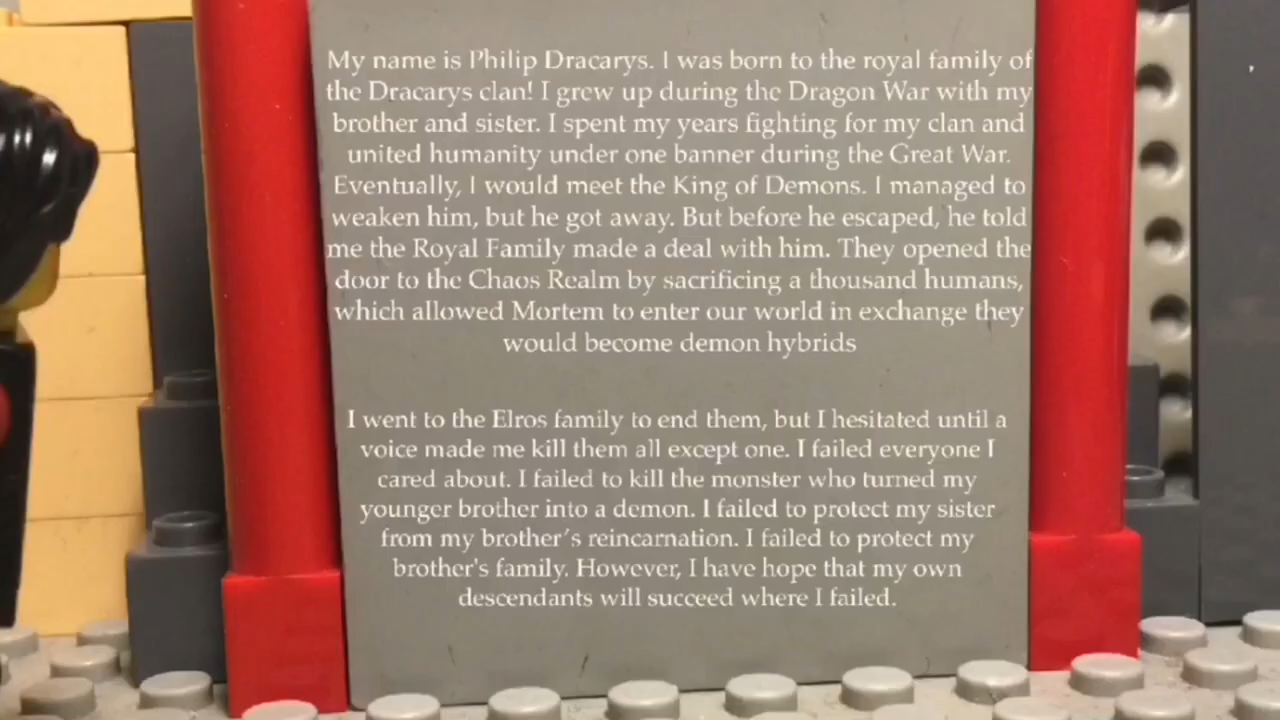 My name is Philip Dracarys. I was born to the royal family of
the Dracarys clan! I grew up during the Dragon War with my
brother and sister. I spent my years fighting for my clan and
united humanity under one banner during the Great War.
Eventually, I would meet the King of Demons. I managed to
weaken him, but he got away. But before he escaped, he told
me the Royal Family made a deal with him. They opened the
door to the Chaos Realm by sacrificing a thousand humans,
which allowed Mortem to enter our world in exchange they
would become demon hybrids
I went to the Elros family to end them, but I hesitated until a
voice made me kill them all except one. I failed everyone I
cared about. I failed to kill the monster who turned my
younger brother into a demon. I failed to protect my sister
from my brother's reincarnation. I failed to protect my
brother's family. However, I have hope that my own
descendants will succeed where I failed.